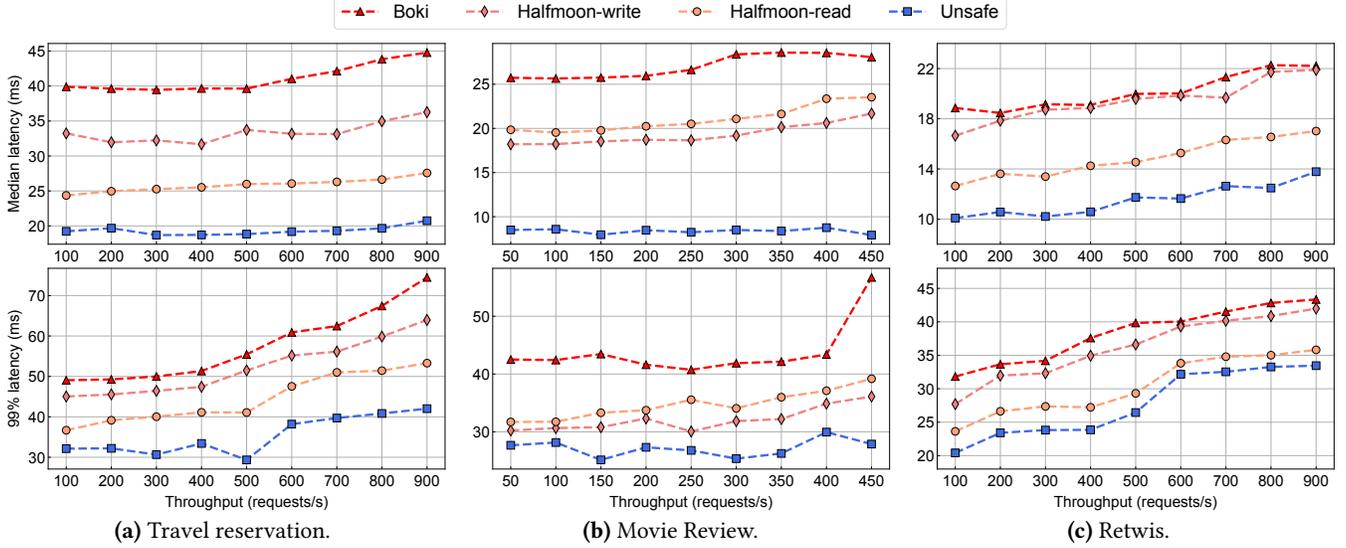 Boki Halfmoon-write Halfmoon-read Unsafe
Median latency (ms)
45
40
35
30
25
20
100 200 300 400 500 600 700 800 900
25
20
15
10
50 100 150 200 250 300 350 400 450
22
18
14
10
100 200 300 400 500 600 700 800 900
99% latency (ms)
70
60
50
40
30
100 200 300 400 500 600 700 800 900
Throughput (requests/s)
50
40
30
50 100 150 200 250 300 350 400 450
Throughput (requests/s)
45
40
35
30
25
20
100 200 300 400 500 600 700 800 900
Throughput (requests/s)
(a) Travel reservation.
(b) Movie Review.
(c) Retwis.